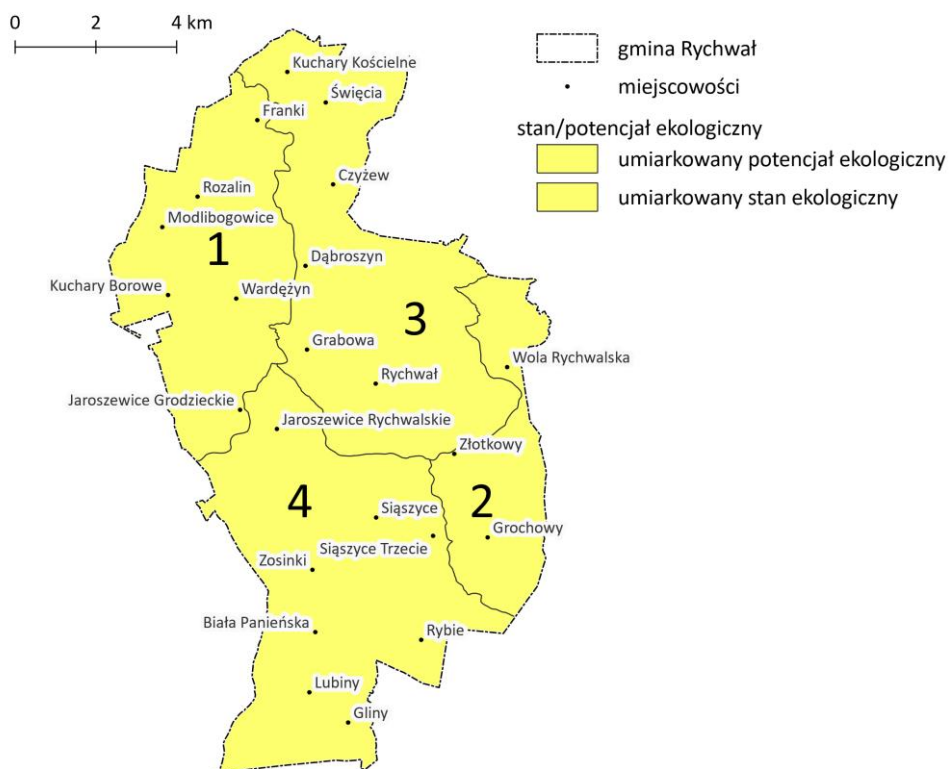 0 2 4 km
gmina Rychwał
miejscowości
stan/potencjał ekologiczny
umiarkowany potencjał ekologiczny
umiarkowany stan ekologiczny
Kuchary Kościelne
Święcia
Franki
Czyżew
Rozalin
Modlibogowice
1
Dąbroszyn
Kuchary Borowe
Wardężyn
3
Grabowa
Wola Rychwalska
Rychwał
Jaroszewice Grodzieckie
Jaroszewice Rychwalskie
Złotkowy
4
2
Siąszyce
Grochowy
Siąszyce Trzecie
Zosinki
Biała Panieńska
Rybie
Lubiny
Gliny